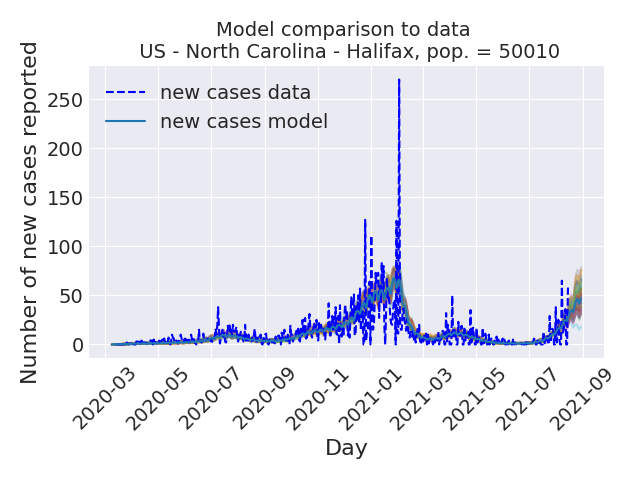 Model comparison to data
US - North Carolina - Halifax, pop. = 50010
Number of new cases reported
250
200
150
100
50
0
new cases data
new cases model
2020-03
2020-05
2020-07
2020-09
2020-11
2021-01
2021-03
2021-05
2021-07
2021-09
Day